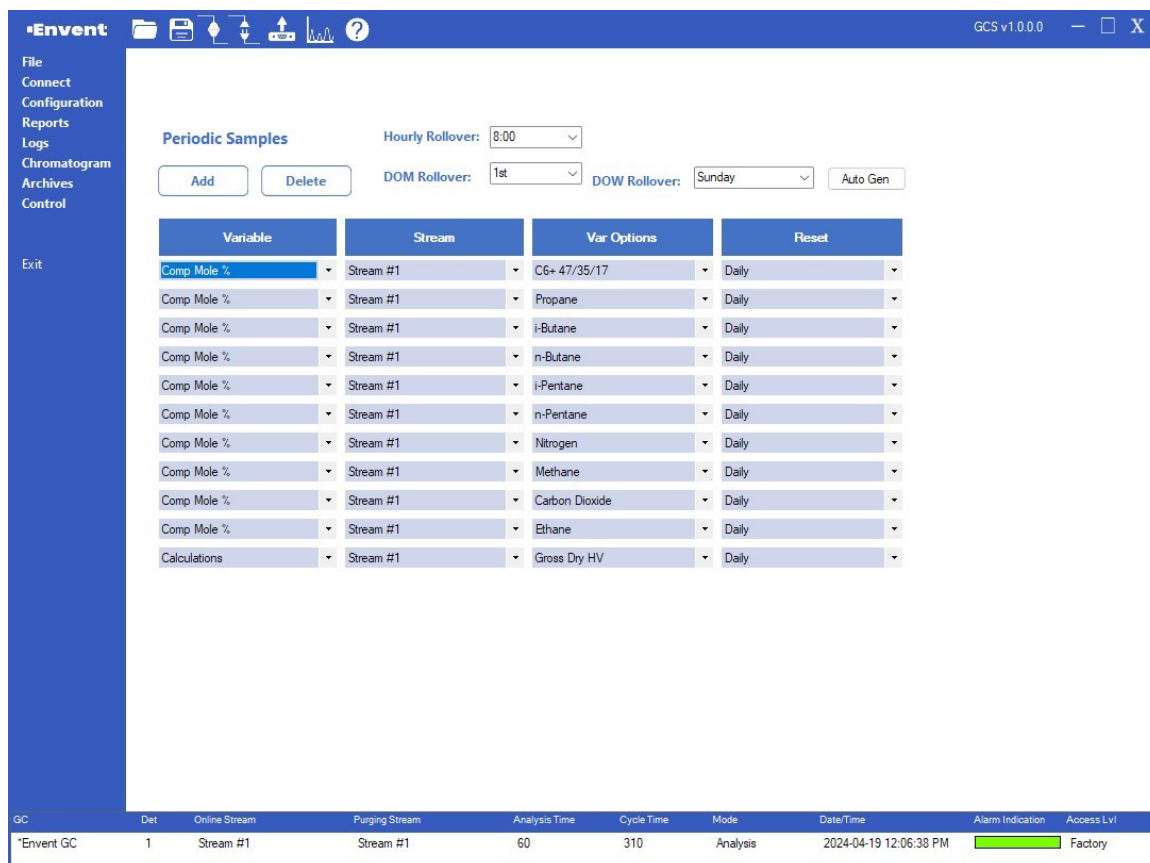 Envent
GCS v1.0.0.0
File
Connect
Configuration
Reports
Logs
Chromatogram
Archives
Control
Exit
Periodic Samples
Hourly Rollover: 8:00
Add Delete DOM Rollover: 1st DOW Rollover: Sunday Auto Gen
Variable Stream Var Options Reset
Comp Mole % Stream #1 C6+ 47/35/17 Daily
Comp Mole % Stream #1 Propane Daily
Comp Mole % Stream #1 i-Butane Daily
Comp Mole % Stream #1 n-Butane Daily
Comp Mole % Stream #1 i-Pentane Daily
Comp Mole % Stream #1 n-Pentane Daily
Comp Mole % Stream #1 Nitrogen Daily
Comp Mole % Stream #1 Methane Daily
Comp Mole % Stream #1 Carbon Dioxide Daily
Comp Mole % Stream #1 Ethane Daily
Calculations Stream #1 Gross Dry HV Daily
GC Det Online Stream Purging Stream Analysis Time Cycle Time Mode Date/Time Alarm Indication Access Lvl
*Envent GC 1 Stream #1 Stream #1 60 310 Analysis 2024-04-19 12:06:38 PM Factory